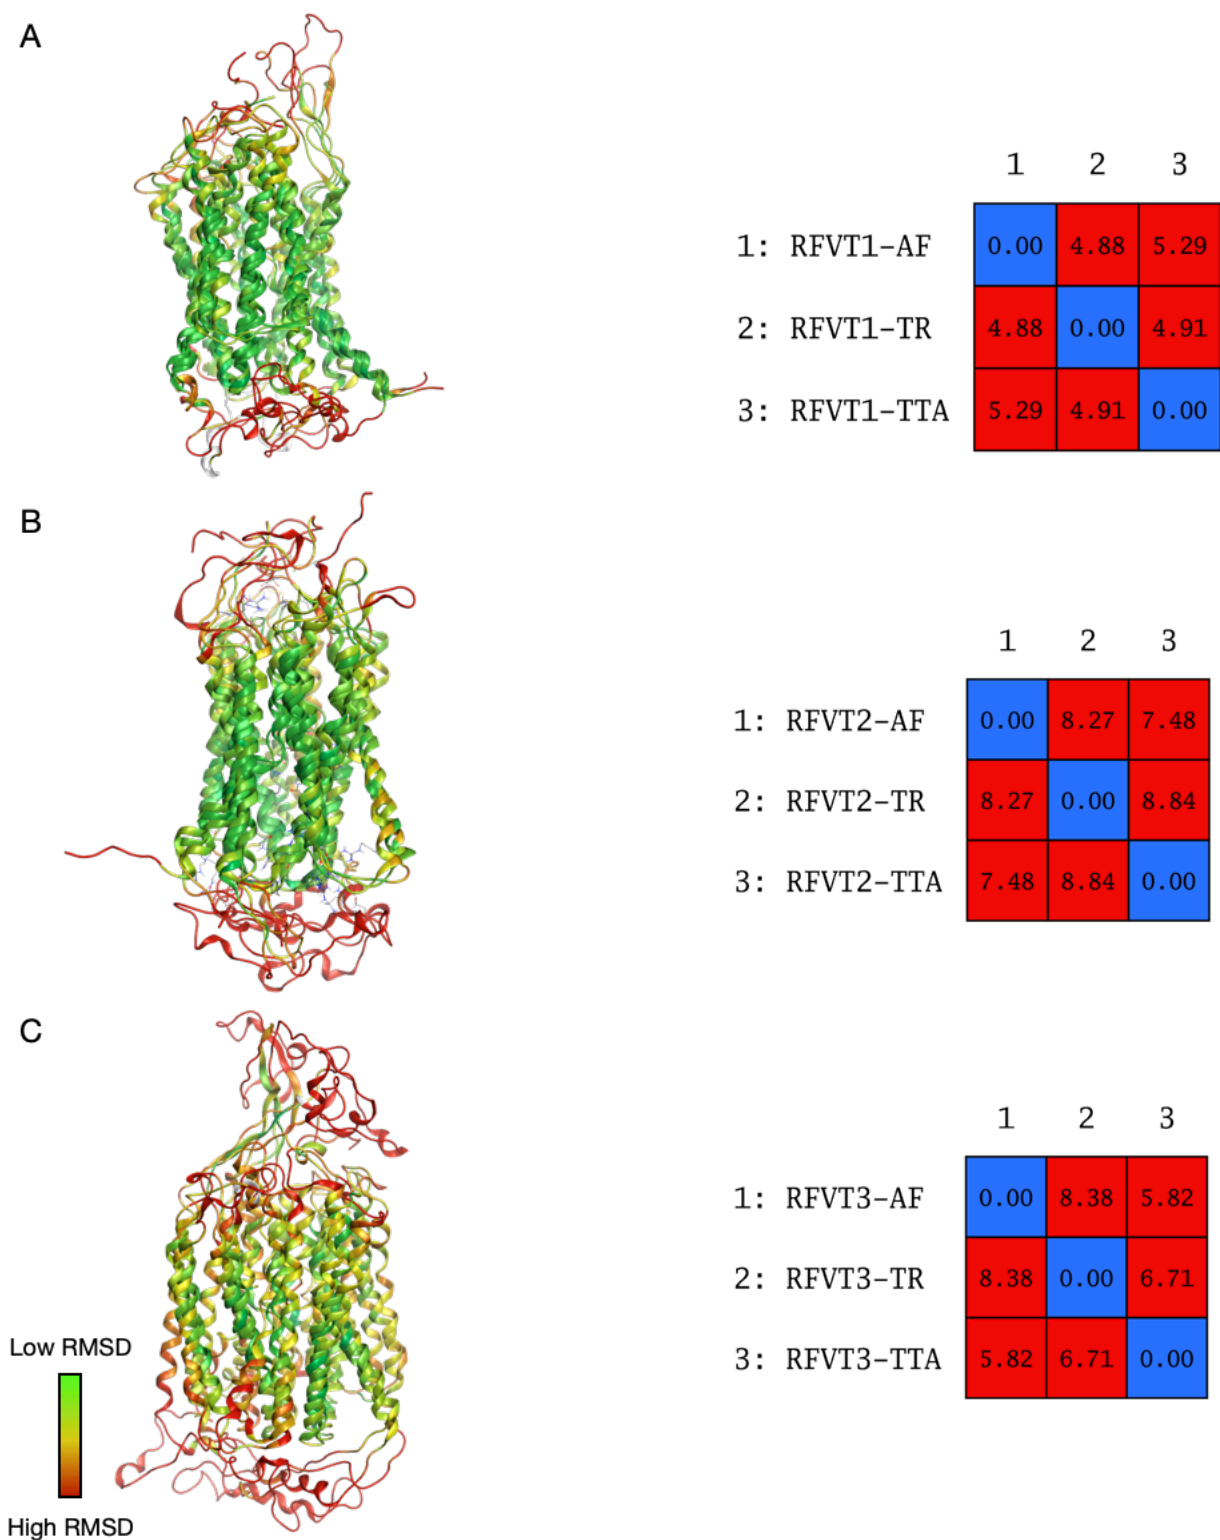 A
1 2 3
1: RFVT1-AF 0.00 4.88 5.29
2: RFVT1-TR 4.88 0.00 4.91
3: RFVT1-TTA 5.29 4.91 0.00
B
1 2 3
1: RFVT2-AF 0.00 8.27 7.48
2: RFVT2-TR 8.27 0.00 8.84
3: RFVT2-TTA 7.48 8.84 0.00
C
1 2 3
1: RFVT3-AF 0.00 8.38 5.82
2: RFVT3-TR 8.38 0.00 6.71
3: RFVT3-TTA 5.82 6.71 0.00
Low RMSD
High RMSD